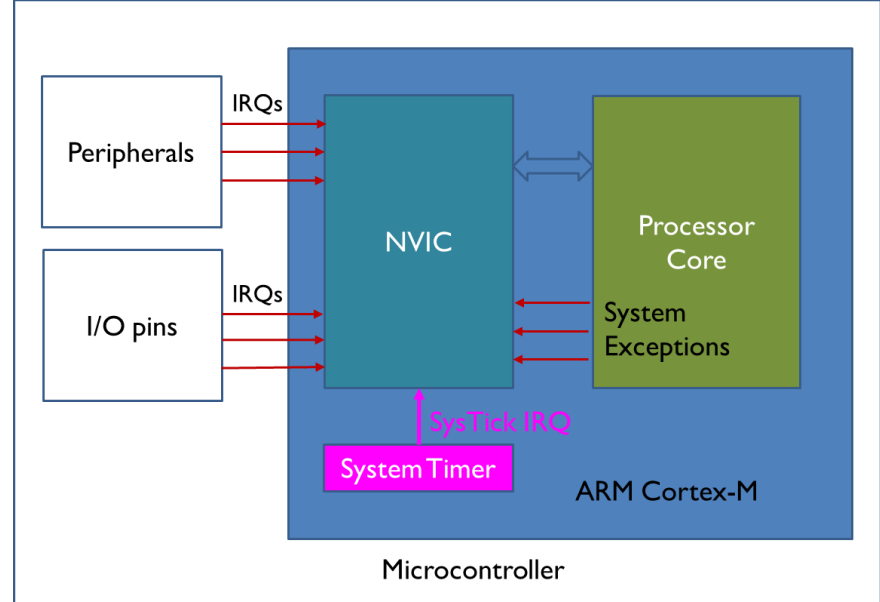 IRQs
Peripherals
NVIC
Processor
Core
IRQs
I/O pins
System
Exceptions
SysTick IRQ
System Timer
ARM Cortex-M
Microcontroller